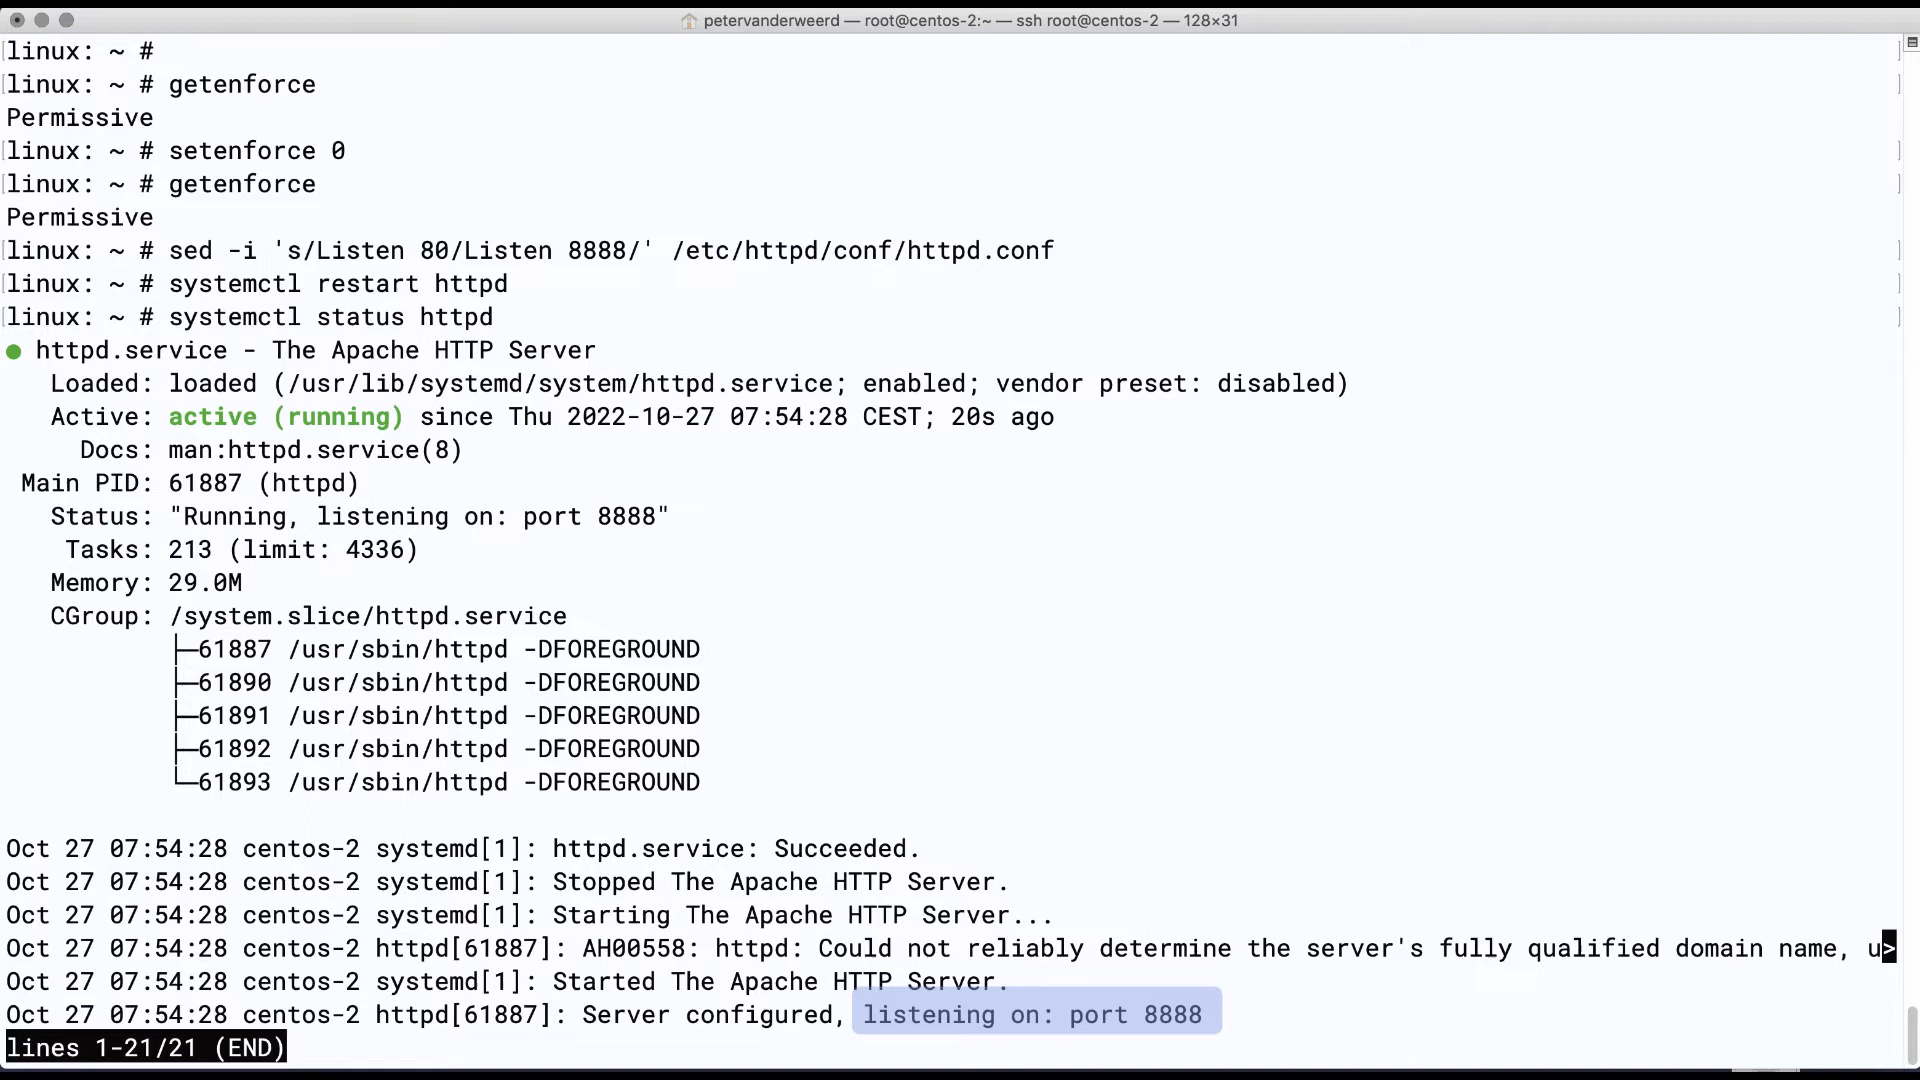 petervanderweerd — root@centos-2:~ — ssh root@centos-2 — 128×31
linux: ~ #
linux: ~ # getenforce
Permissive
linux: ~ # setenforce 0
linux: ~ # getenforce
Permissive
linux: ~ # sed -i 's/Listen 80/Listen 8888/' /etc/httpd/conf/httpd.conf
linux: ~ # systemctl restart httpd
linux: ~ # systemctl status httpd
● httpd.service - The Apache HTTP Server
   Loaded: loaded (/usr/lib/systemd/system/httpd.service; enabled; vendor preset: disabled)
   Active: active (running) since Thu 2022-10-27 07:54:28 CEST; 20s ago
     Docs: man:httpd.service(8)
 Main PID: 61887 (httpd)
   Status: "Running, listening on: port 8888"
    Tasks: 213 (limit: 4336)
   Memory: 29.0M
   CGroup: /system.slice/httpd.service
           ├─61887 /usr/sbin/httpd -DFOREGROUND
           ├─61890 /usr/sbin/httpd -DFOREGROUND
           ├─61891 /usr/sbin/httpd -DFOREGROUND
           ├─61892 /usr/sbin/httpd -DFOREGROUND
           └─61893 /usr/sbin/httpd -DFOREGROUND
Oct 27 07:54:28 centos-2 systemd[1]: httpd.service: Succeeded.
Oct 27 07:54:28 centos-2 systemd[1]: Stopped The Apache HTTP Server.
Oct 27 07:54:28 centos-2 systemd[1]: Starting The Apache HTTP Server...
Oct 27 07:54:28 centos-2 httpd[61887]: AH00558: httpd: Could not reliably determine the server's fully qualified domain name, u>
Oct 27 07:54:28 centos-2 systemd[1]: Started The Apache HTTP Server.
Oct 27 07:54:28 centos-2 httpd[61887]: Server configured, listening on: port 8888
lines 1-21/21 (END)